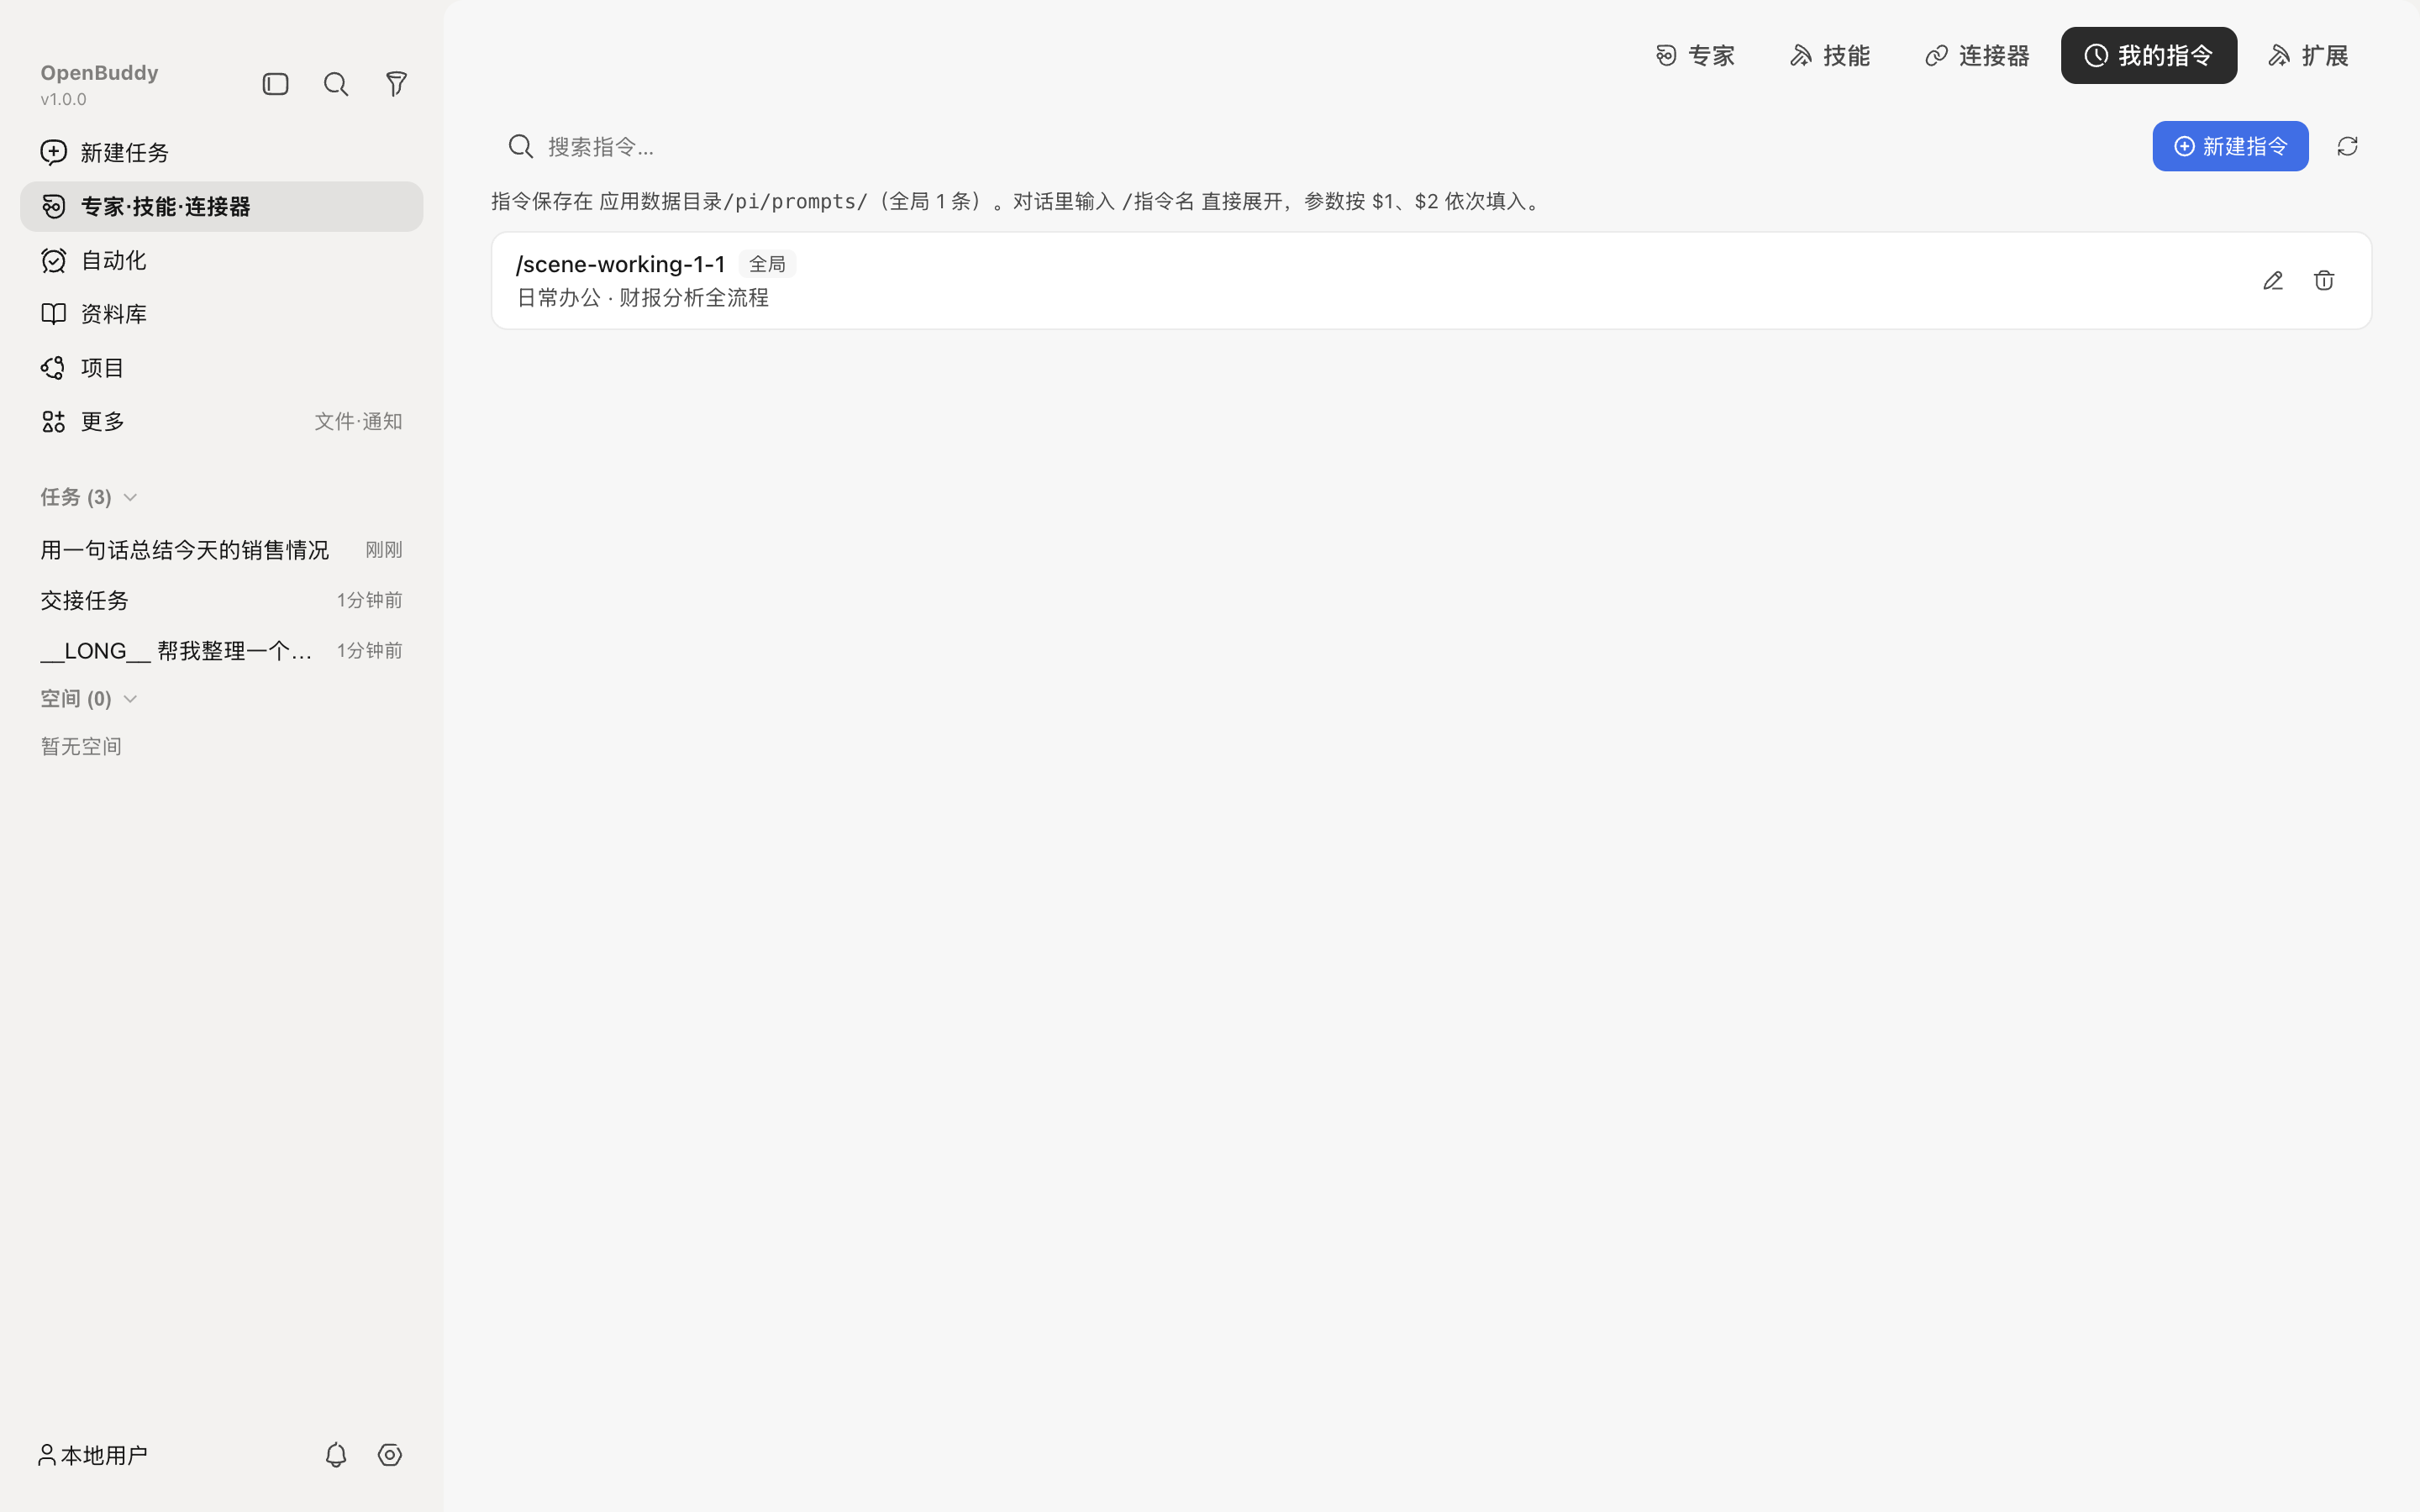 OpenBuddy
v1.0.0
新建任务
专家·技能·连接器
自动化
资料库
项目
更多 文件·通知
任务 (3)
用一句话总结今天的销售情况 刚刚
交接任务 1分钟前
__LONG__ 帮我整理一个... 1分钟前
空间 (0)
暂无空间
本地用户
专家 技能 连接器 我的指令 扩展
搜索指令... 新建指令
指令保存在 应用数据目录/pi/prompts/（全局 1 条）。对话里输入 /指令名 直接展开，参数按 $1、$2 依次填入。
/scene-working-1-1 全局
日常办公 · 财报分析全流程